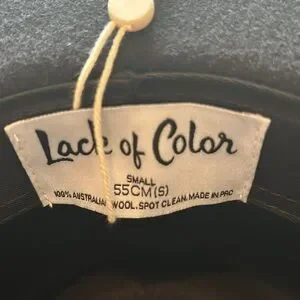 Lack of Color
SMALL
55CM(S)
100% AUSTRALIAN WOOL.SPOT CLEAN.MADE IN PRC